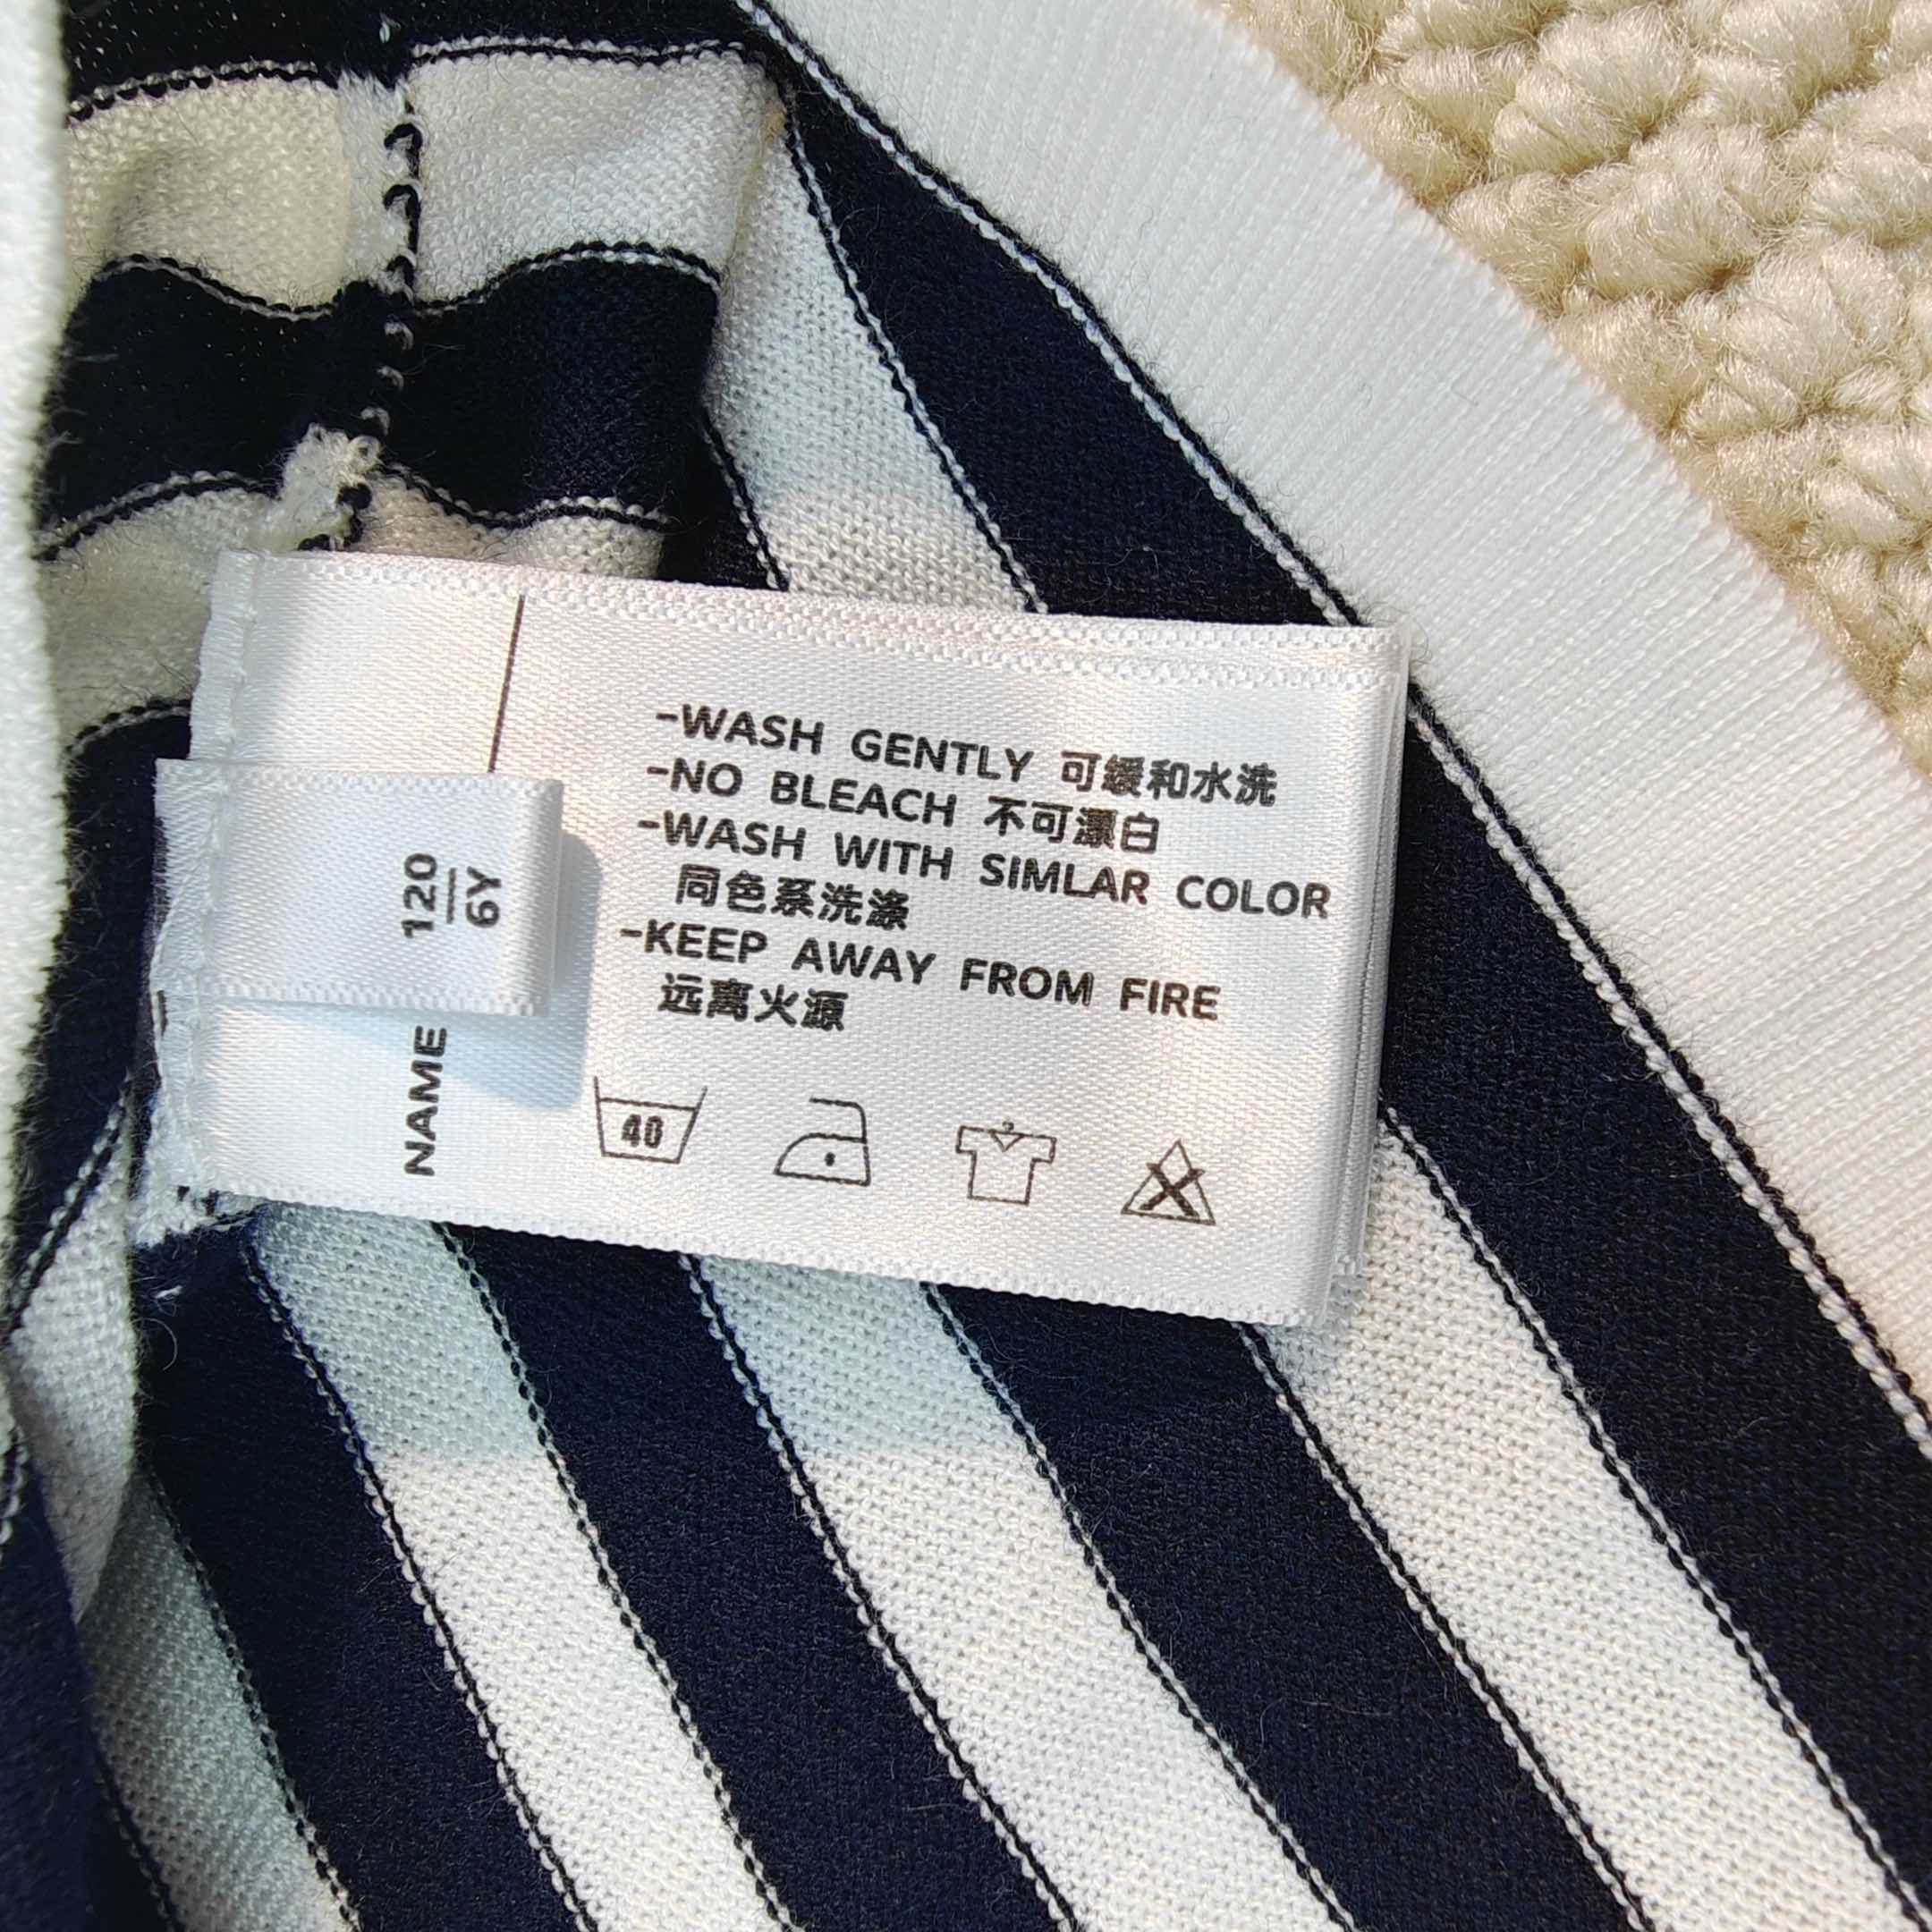 -WASH GENTLY 可緩和水洗
-NO BLEACH 不可漂白
-WASH WITH SIMLAR COLOR
同色系洗涤
-KEEP AWAY FROM FIRE
远离火源
40
120
6Y
NAME